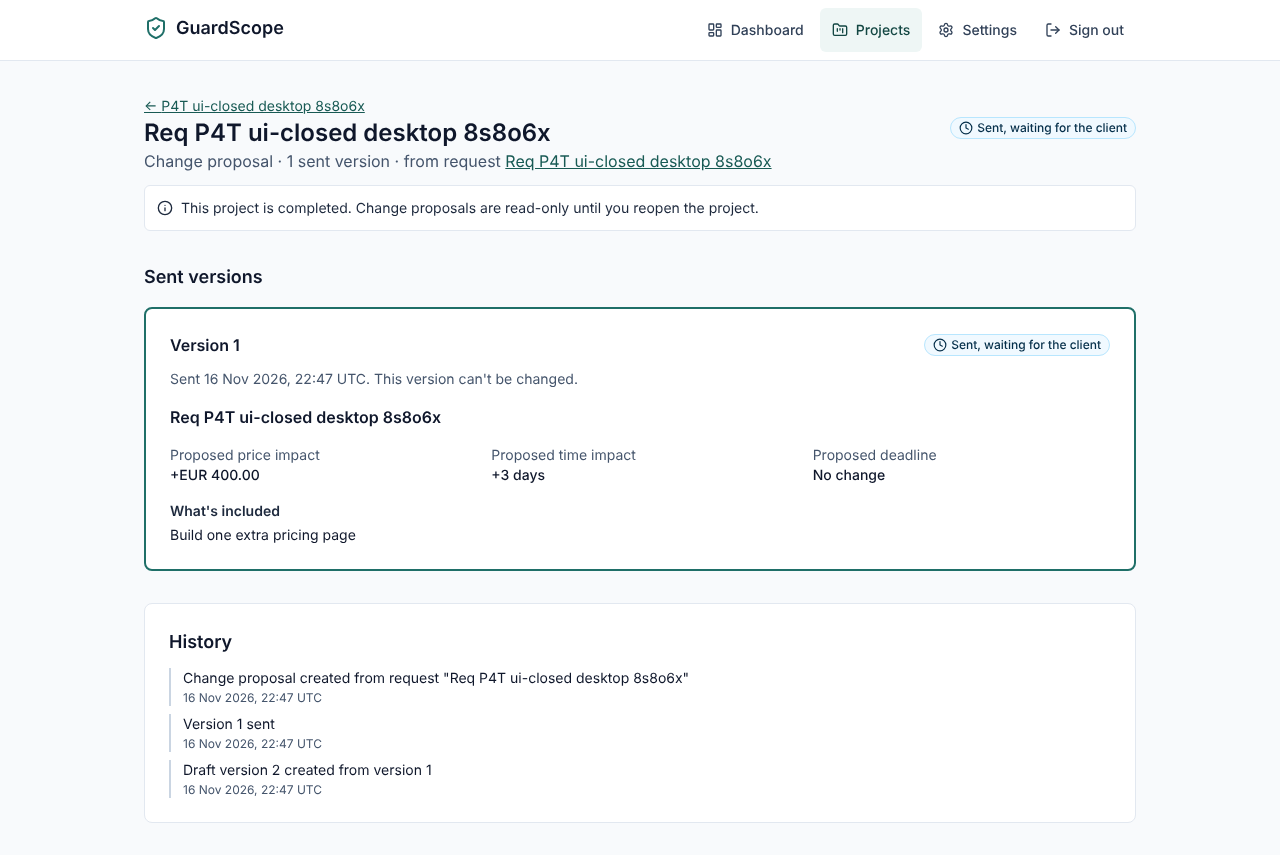 GuardScope
Dashboard
Projects
Settings
Sign out
← P4T ui-closed desktop 8s8o6x
Req P4T ui-closed desktop 8s8o6x
Sent, waiting for the client
Change proposal · 1 sent version · from request Req P4T ui-closed desktop 8s8o6x
This project is completed. Change proposals are read-only until you reopen the project.
Sent versions
Version 1
Sent, waiting for the client
Sent 16 Nov 2026, 22:47 UTC. This version can't be changed.
Req P4T ui-closed desktop 8s8o6x
Proposed price impact
+EUR 400.00
Proposed time impact
+3 days
Proposed deadline
No change
What's included
Build one extra pricing page
History
Change proposal created from request "Req P4T ui-closed desktop 8s8o6x"
16 Nov 2026, 22:47 UTC
Version 1 sent
16 Nov 2026, 22:47 UTC
Draft version 2 created from version 1
16 Nov 2026, 22:47 UTC